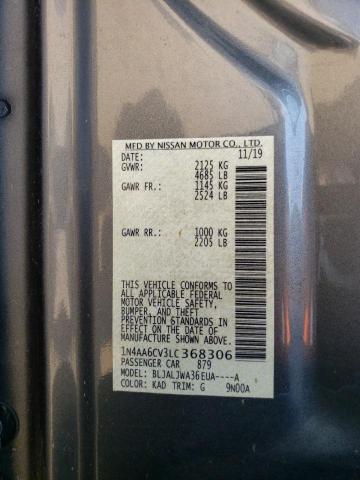 MFD BY NISSAN MOTOR CO., LTD.
DATE: 11/19
GVWR: 2125 KG
4685 LB
GAWR FR.: 1145 KG
2524 LB
GAWR RR.: 1000 KG
2205 LB
THIS VEHICLE CONFORMS TO
ALL APPLICABLE FEDERAL
MOTOR VEHICLE SAFETY,
BUMPER, AND THEFT
PREVENTION STANDARDS IN
EFFECT ON THE DATE OF
MANUFACTURE SHOWN ABOVE.
1N4AA6CV3LC368306
PASSENGER CAR 879
MODEL: BLJALJWA36EUA----A
COLOR: KAD TRIM: G 9N00A